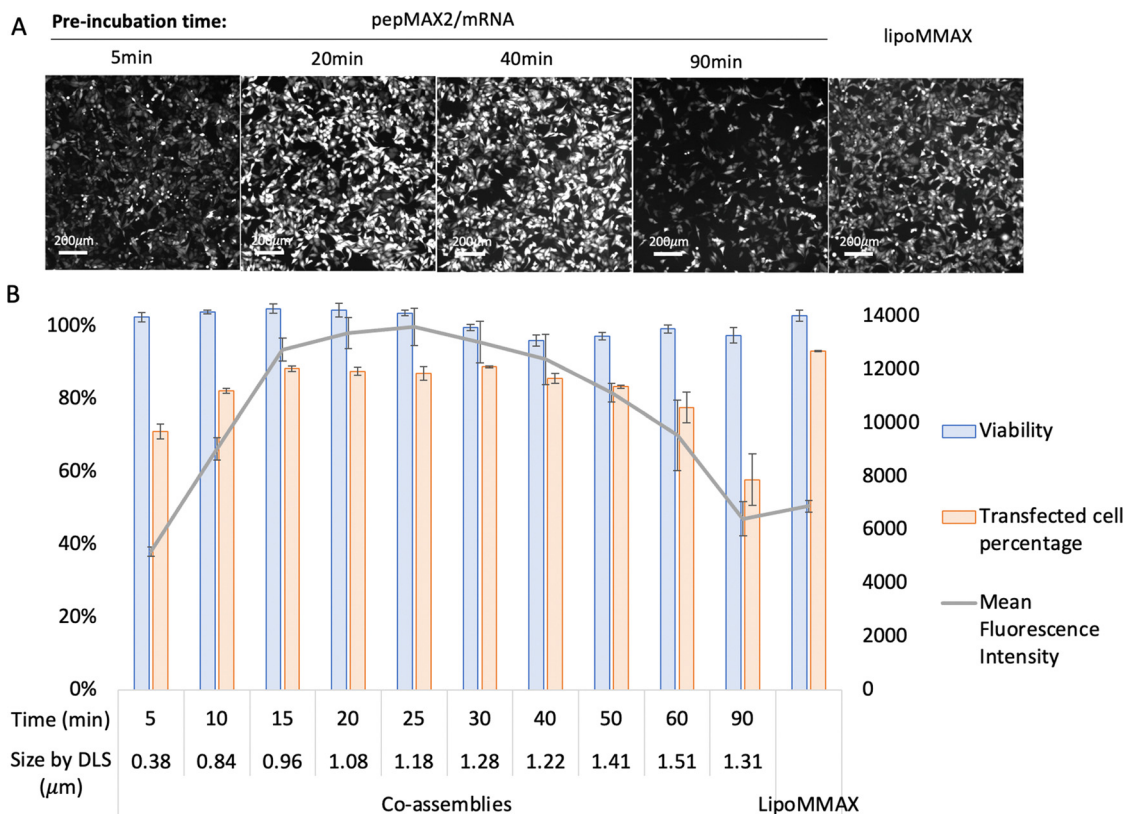 A
Pre-incubation time:
pepMAX2/mRNA
lipoMMAX
5min
20min
40min
90min
200μm
200μm
200μm
200μm
200μm
B
100%
80%
60%
40%
20%
0%
14000
12000
10000
8000
6000
4000
2000
0
Viability
Transfected cell
percentage
Mean
Fluorescence
Intensity
Time (min) 5 10 15 20 25 30 40 50 60 90
Size by DLS 0.38 0.84 0.96 1.08 1.18 1.28 1.22 1.41 1.51 1.31
(μm)
Co-assemblies LipoMMAX